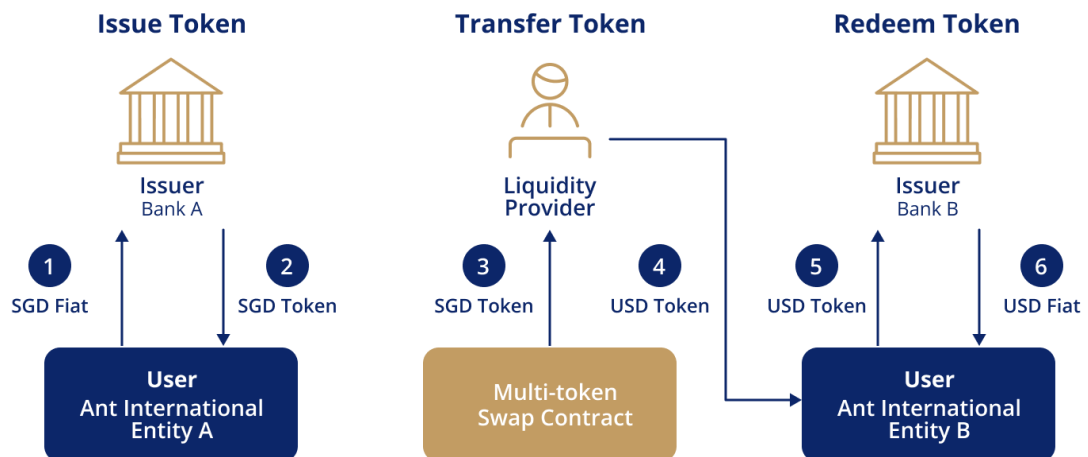 Issue Token
Transfer Token
Redeem Token
Issuer
Bank A
Liquidity
Provider
Issuer
Bank B
1
SGD Fiat
2
SGD Token
3
SGD Token
4
USD Token
5
USD Token
6
USD Fiat
User
Ant International
Entity A
Multi-token
Swap Contract
User
Ant International
Entity B